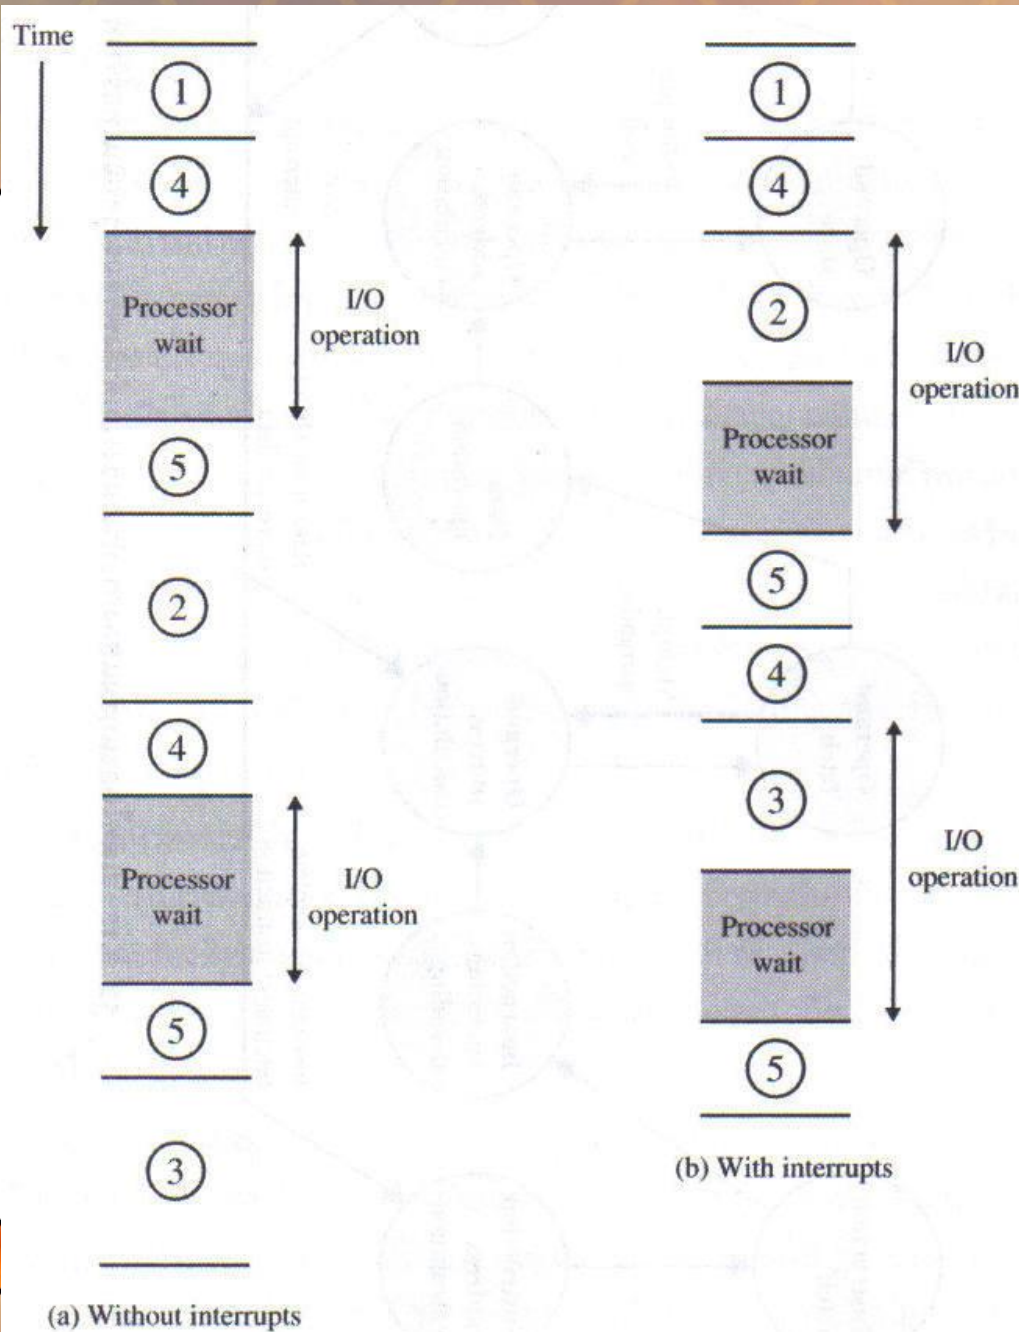 Time
1
4
Processor
wait
I/O
operation
5
2
4
Processor
wait
I/O
operation
5
3
(a) Without interrupts
1
4
2
I/O
operation
Processor
wait
5
4
3
I/O
operation
Processor
wait
5
(b) With interrupts